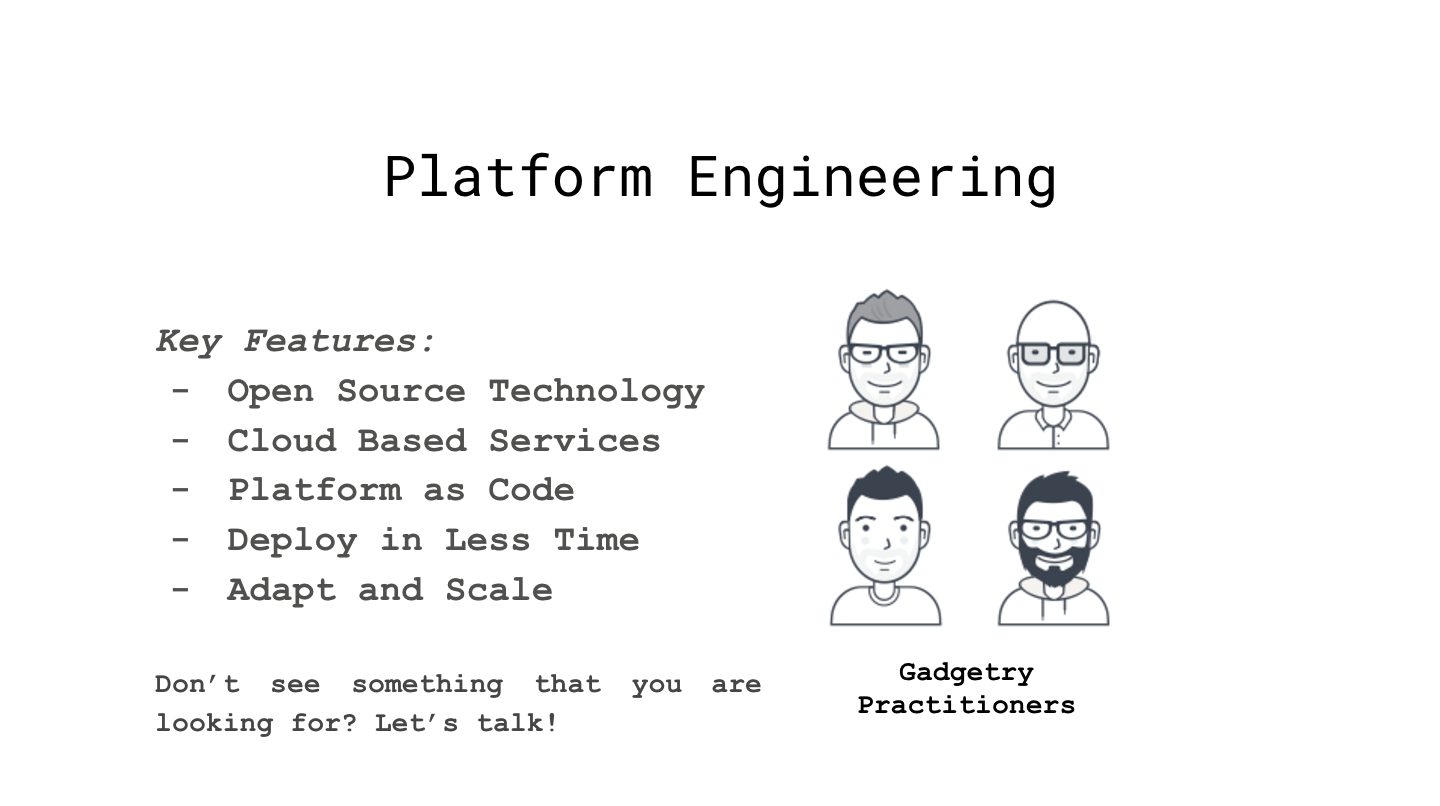 Platform Engineering
Key Features:
- Open Source Technology
- Cloud Based Services
- Platform as Code
- Deploy in Less Time
- Adapt and Scale
Don’t see something that you are
looking for? Let’s talk!
Gadgetry
Practitioners